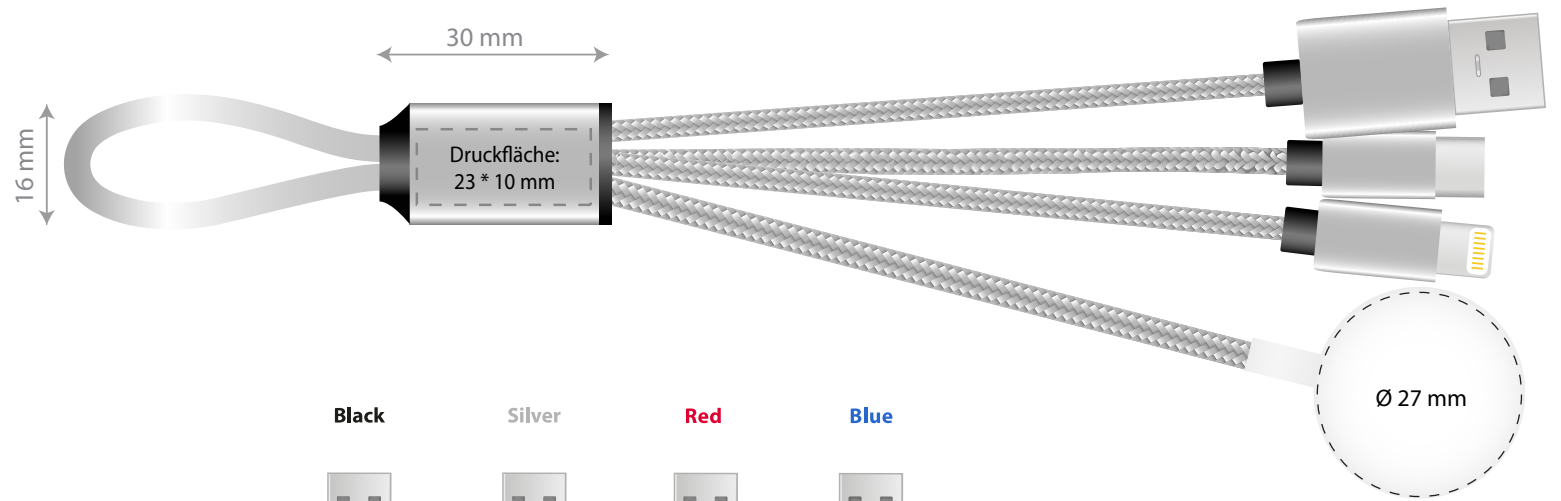 30 mm
16 mm
Druckfläche:
23 * 10 mm
Ø 27 mm
Black Silver Red Blue